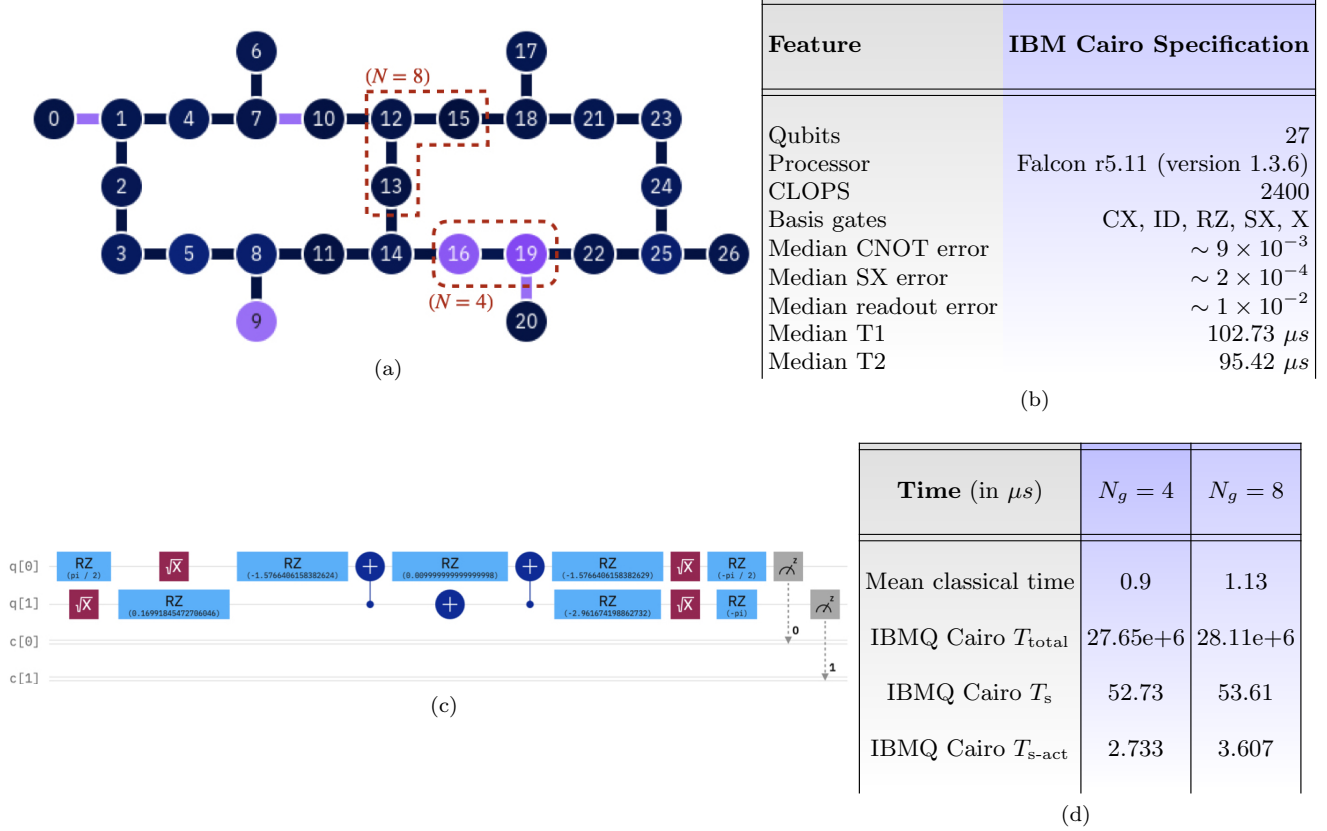 6
17
(N = 8)
0 1 4 7 10 12 15 18 21 23
2 13 24
3 5 8 11 14 16 19 22 25 26
(N = 4)
9 20
(a)
Feature IBM Cairo Specification
Qubits 27
Processor Falcon r5.11 (version 1.3.6)
CLOPS 2400
Basis gates CX, ID, RZ, SX, X
Median CNOT error ∼ 9 × 10⁻³
Median SX error ∼ 2 × 10⁻⁴
Median readout error ∼ 1 × 10⁻²
Median T1 102.73 μs
Median T2 95.42 μs
(b)
q[0] RZ (pi / 2) √X RZ (-1.5766406158382624) + RZ (0.009999999999999998) + RZ (-1.5766406158382629) √X RZ (-pi / 2) z
q[1] √X RZ (0.16991845472706046) + RZ (-2.961674198862732) √X RZ (-pi) z
c[0] 0
c[1] 1
(c)
Time (in μs) N_g = 4 N_g = 8
Mean classical time 0.9 1.13
IBMQ Cairo T_total 27.65e+6 28.11e+6
IBMQ Cairo T_s 52.73 53.61
IBMQ Cairo T_s-act 2.733 3.607
(d)